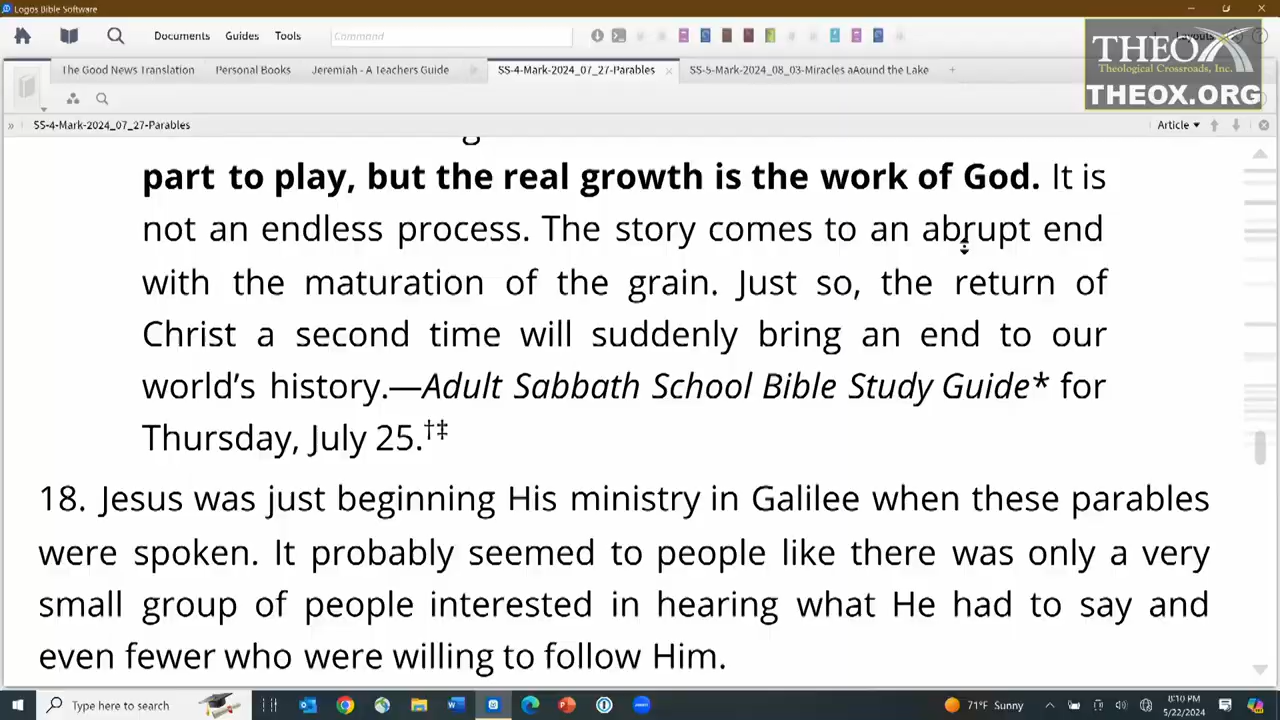 Logos Bible Software
Documents Guides Tools Command
THEOX
Theological Crossroads, Inc.
THEOX.ORG
The Good News Translation Personal Books Jeremiah - A Teachers Gu SS-4-Mark-2024_07_27-Parables SS-5-Mark-2024_08_03-Miracles aAound the Lake
SS-4-Mark-2024_07_27-Parables Article
part to play, but the real growth is the work of God. It is
not an endless process. The story comes to an abrupt end
with the maturation of the grain. Just so, the return of
Christ a second time will suddenly bring an end to our
world’s history.—Adult Sabbath School Bible Study Guide* for
Thursday, July 25.†‡
18. Jesus was just beginning His ministry in Galilee when these parables
were spoken. It probably seemed to people like there was only a very
small group of people interested in hearing what He had to say and
even fewer who were willing to follow Him.
Type here to search 71°F Sunny 8:10 PM
5/22/2024